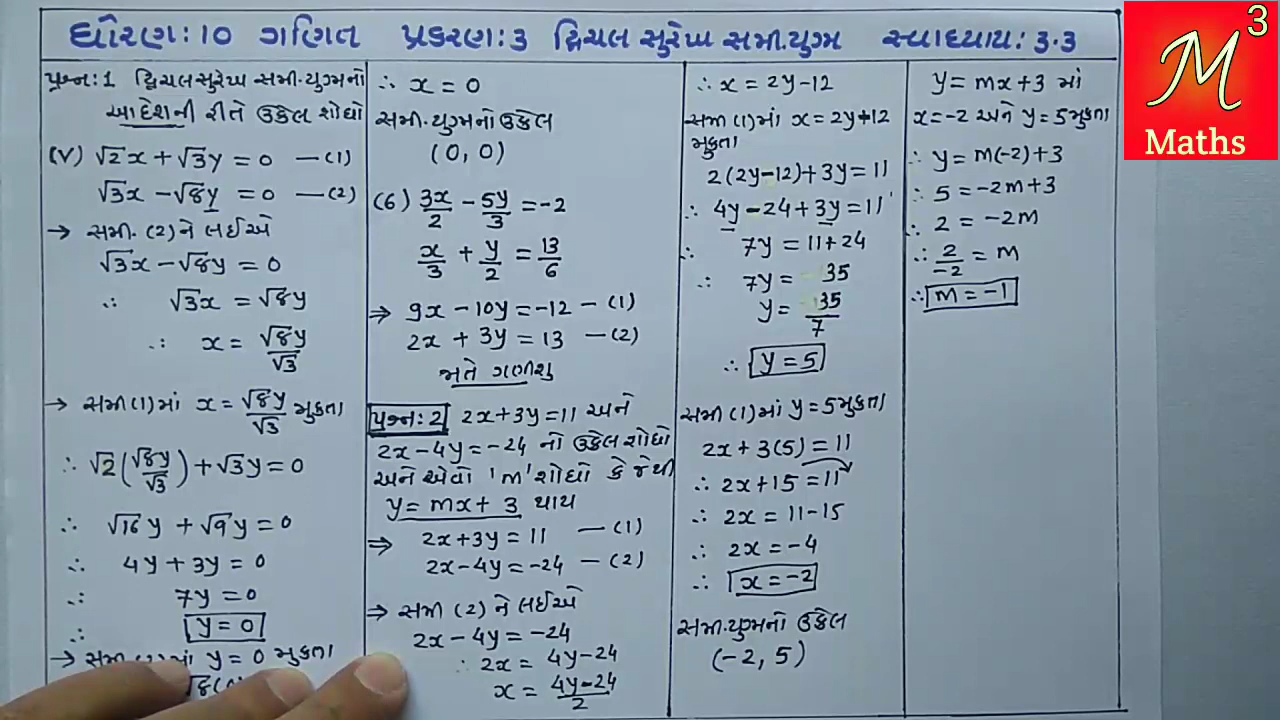 ધોરણ: 10 ગણિત પ્રકરણ: 3 દ્વિચલ સુરેખ સમી.યુગ્મ સ્વાધ્યાય: 3.3
M³
Maths
પ્રશ્ન: 1 દ્વિચલ સુરેખ સમી.યુગ્મનો
આદેશની રીતે ઉકેલ શોધો
(V) √2x + √3y = 0 —(1)
√3x − √8y = 0 —(2)
→ સમી. (2) ને લઈએ
√3x − √8y = 0
∴ √3x = √8y
∴ x = √8y/√3
→ સમી (1) માં x = √8y/√3 મુકતા
∴ √2(√8y/√3) + √3y = 0
∴ √16y + √9y = 0
∴ 4y + 3y = 0
∴ 7y = 0
∴ y = 0
→ y = 0 મુકતા
∴ x = 0
સમી.યુગ્મનો ઉકેલ
(0, 0)
(6) 3x/2 − 5y/3 = −2
x/3 + y/2 = 13/6
⇒ 9x − 10y = −12 − (1)
2x + 3y = 13 — (2)
જાતે ગણીશુ
પ્રશ્ન: 2 2x + 3y = 11 અને
2x − 4y = −24 નો ઉકેલ શોધો
અને એવો 'm' શોધો કે જેથી
y = mx + 3 થાય
⇒ 2x + 3y = 11 —(1)
2x − 4y = −24 —(2)
⇒ સમી (2) ને લઈએ
2x − 4y = −24
∴ 2x = 4y − 24
x = 4y − 24/2
∴ x = 2y − 12
સમી (1) માં x = 2y + 12
મુકતા
2(2y − 12) + 3y = 11
∴ 4y − 24 + 3y = 11
∴ 7y = 11 + 24
∴ 7y = 35
y = 35/7
∴ y = 5
સમી (1) માં y = 5 મુકતા
2x + 3(5) = 11
∴ 2x + 15 = 11
∴ 2x = 11 − 15
∴ 2x = −4
∴ x = −2
સમી.યુગ્મનો ઉકેલ
(−2, 5)
y = mx + 3 માં
x = −2 અને y = 5 મુકતા
∴ y = m(−2) + 3
∴ 5 = −2m + 3
∴ 2 = −2m
∴ 2/−2 = m
∴ m = −1